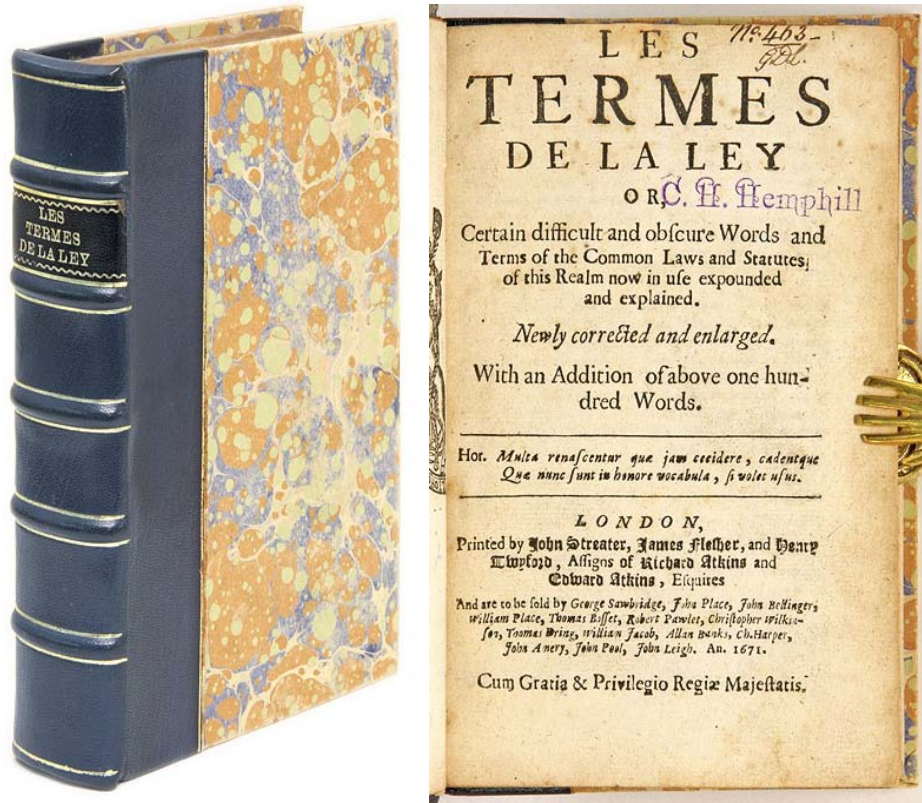 LES
TERMES
DE LA LEY
Nº. 463-
LES
TERMES
DE LA LEY
OR,
C. H. Hemphill
Certain difficult and obſcure Words and
Terms of the Common Laws and Statutes,
of this Realm now in uſe expounded
and explained.
Newly corrected and enlarged.
With an Addition of above one hun-
dred Words.
Hor. Multa renaſcentur quæ jam cecidere, cadentque
Quæ nunc ſunt in honore vocabula, ſi volet uſus.
LONDON,
Printed by John Streater, James Fleſher, and Henry
Twyford, Aſſigns of Richard Atkins and
Edward Atkins, Eſquires
And are to be ſold by George Sawbridge, John Place, John Bellinger,
William Place, Thomas Baſſet, Robert Pawlet, Chriſtopher Wilkin-
ſon, Thomas Dring, William Jacob, Allan Banks, Ch. Harper,
John Amery, John Pool, John Leigh. An. 1671.
Cum Gratia & Privilegio Regiæ Majeſtatis.